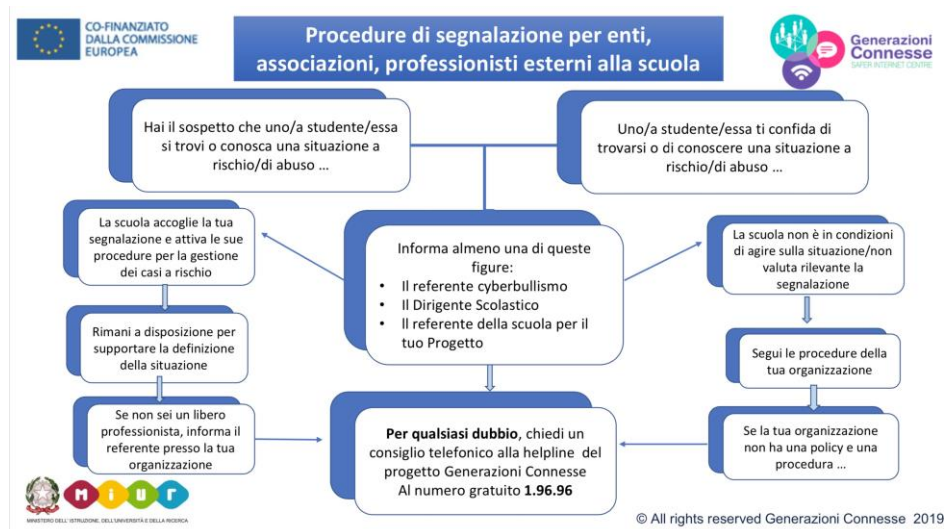 CO-FINANZIATO
DALLA COMMISSIONE
EUROPEA
Procedure di segnalazione per enti,
associazioni, professionisti esterni alla scuola
Generazioni
Connesse
SAFER INTERNET CENTRE
Hai il sospetto che uno/a studente/essa
si trovi o conosca una situazione a
rischio/di abuso …
Uno/a studente/essa ti confida di
trovarsi o di conoscere una situazione a
rischio/di abuso …
La scuola accoglie la tua
segnalazione e attiva le sue
procedure per la gestione
dei casi a rischio
Informa almeno una di queste
figure:
• Il referente cyberbullismo
• Il Dirigente Scolastico
• Il referente della scuola per il
tuo Progetto
La scuola non è in condizioni
di agire sulla situazione/non
valuta rilevante la
segnalazione
Rimani a disposizione per
supportare la definizione
della situazione
Segui le procedure della
tua organizzazione
Se non sei un libero
professionista, informa il
referente presso la tua
organizzazione
Per qualsiasi dubbio, chiedi un
consiglio telefonico alla helpline del
progetto Generazioni Connesse
Al numero gratuito 1.96.96
Se la tua organizzazione
non ha una policy e una
procedura …
miur
MINISTERO DELL' ISTRUZIONE, DELL'UNIVERSITÀ E DELLA RICERCA
© All rights reserved Generazioni Connesse 2019